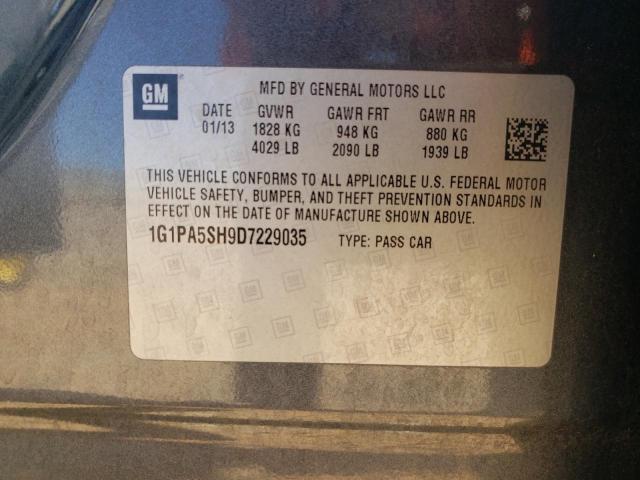 GM
MFD BY GENERAL MOTORS LLC
DATE GVWR GAWR FRT GAWR RR
01/13 1828 KG 948 KG 880 KG
4029 LB 2090 LB 1939 LB
THIS VEHICLE CONFORMS TO ALL APPLICABLE U.S. FEDERAL MOTOR
VEHICLE SAFETY, BUMPER, AND THEFT PREVENTION STANDARDS IN
EFFECT ON THE DATE OF MANUFACTURE SHOWN ABOVE.
1G1PA5SH9D7229035 TYPE: PASS CAR